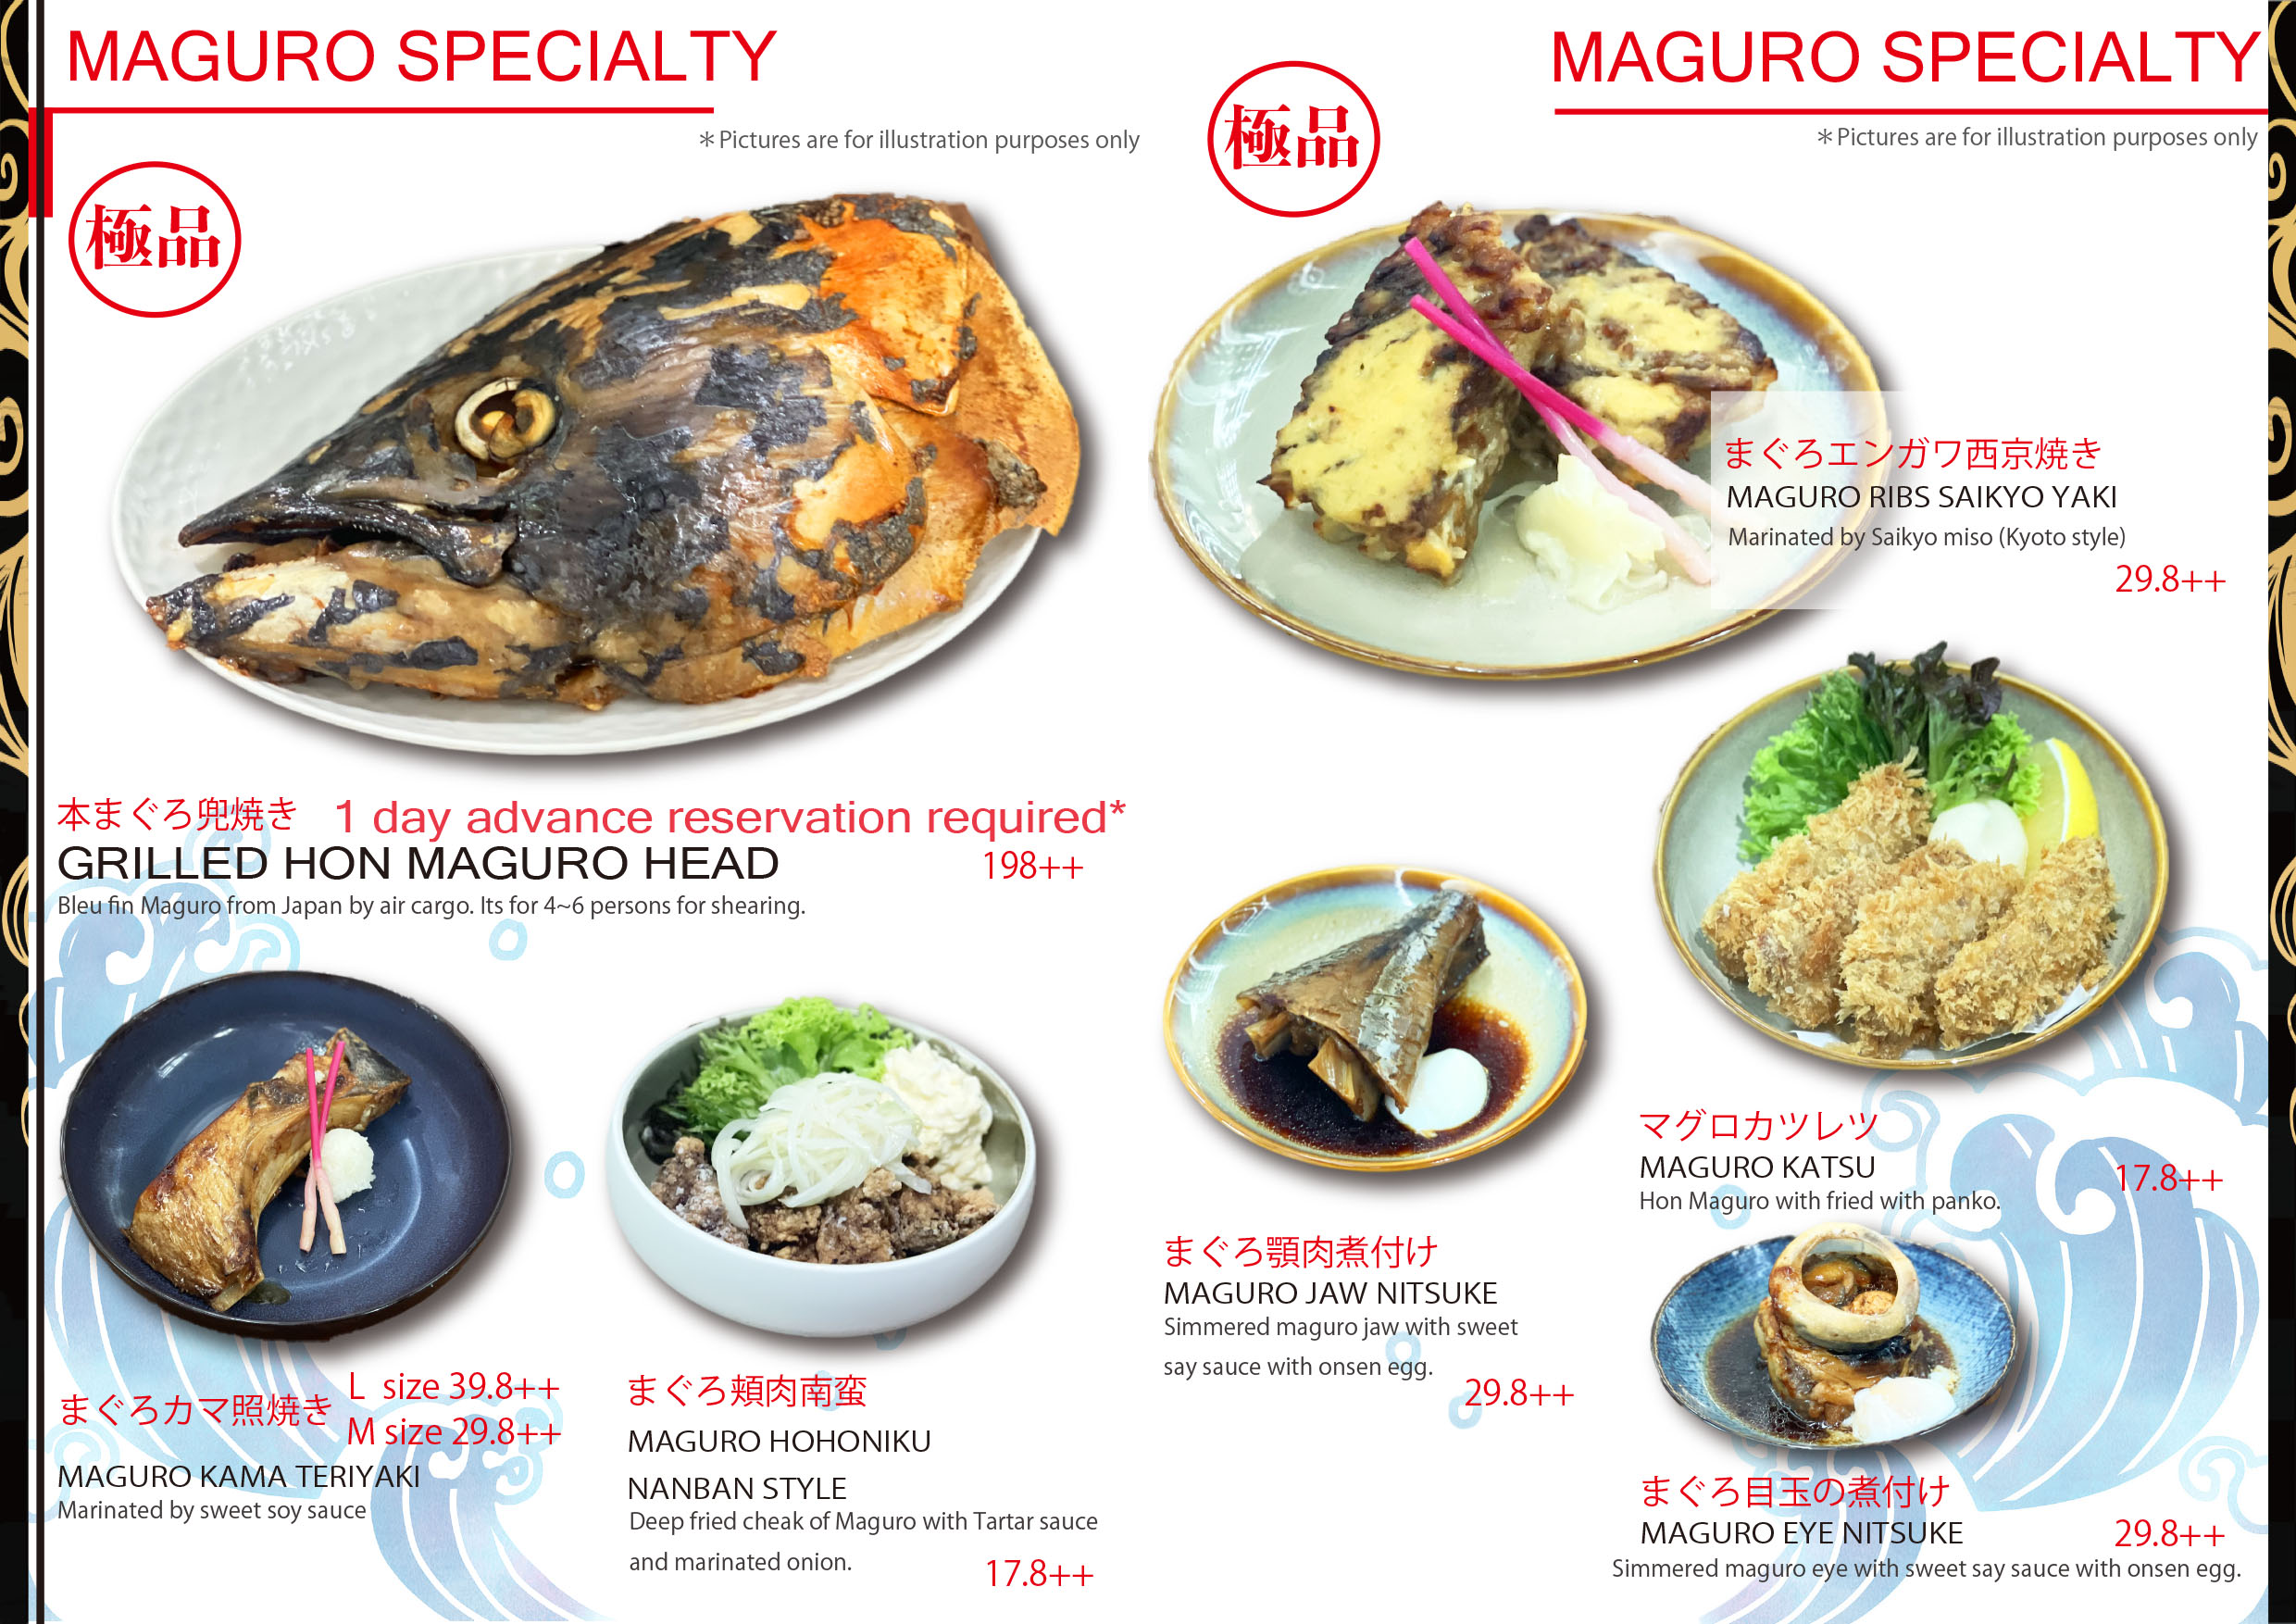 MAGURO SPECIALTY
＊Pictures are for illustration purposes only
極品
本まぐろ兜焼き 1 day advance reservation required*
GRILLED HON MAGURO HEAD 198++
Bleu fin Maguro from Japan by air cargo. Its for 4~6 persons for shearing.
L size 39.8++
まぐろカマ照焼き
M size 29.8++
MAGURO KAMA TERIYAKI
Marinated by sweet soy sauce
まぐろ頬肉南蛮
MAGURO HOHONIKU
NANBAN STYLE
Deep fried cheak of Maguro with Tartar sauce
and marinated onion.
17.8++
MAGURO SPECIALTY
極品
＊Pictures are for illustration purposes only
まぐろエンガワ西京焼き
MAGURO RIBS SAIKYO YAKI
Marinated by Saikyo miso (Kyoto style)
29.8++
まぐろ顎肉煮付け
MAGURO JAW NITSUKE
Simmered maguro jaw with sweet
say sauce with onsen egg.
29.8++
マグロカツレツ
MAGURO KATSU
17.8++
Hon Maguro with fried with panko.
まぐろ目玉の煮付け
MAGURO EYE NITSUKE
29.8++
Simmered maguro eye with sweet say sauce with onsen egg.